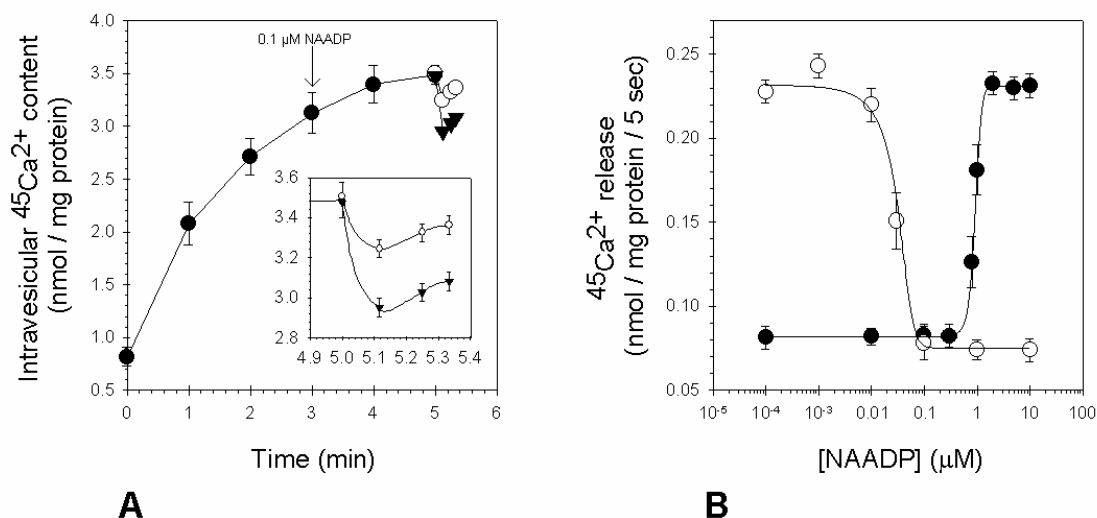 4.0
3.5
3.0
2.5
2.0
1.5
1.0
0.5
Intravesicular ⁴⁵Ca²⁺ content
(nmol / mg protein)
0.1 µM NAADP
3.6
3.4
3.2
3.0
2.8
4.9 5.0 5.1 5.2 5.3 5.4
0 1 2 3 4 5 6
Time (min)
A
0.25
0.20
0.15
0.10
0.05
⁴⁵Ca²⁺ release
(nmol / mg protein / 5 sec)
10⁻⁵ 10⁻⁴ 10⁻³ 0.01 0.1 1 10 100
[NAADP] (µM)
B